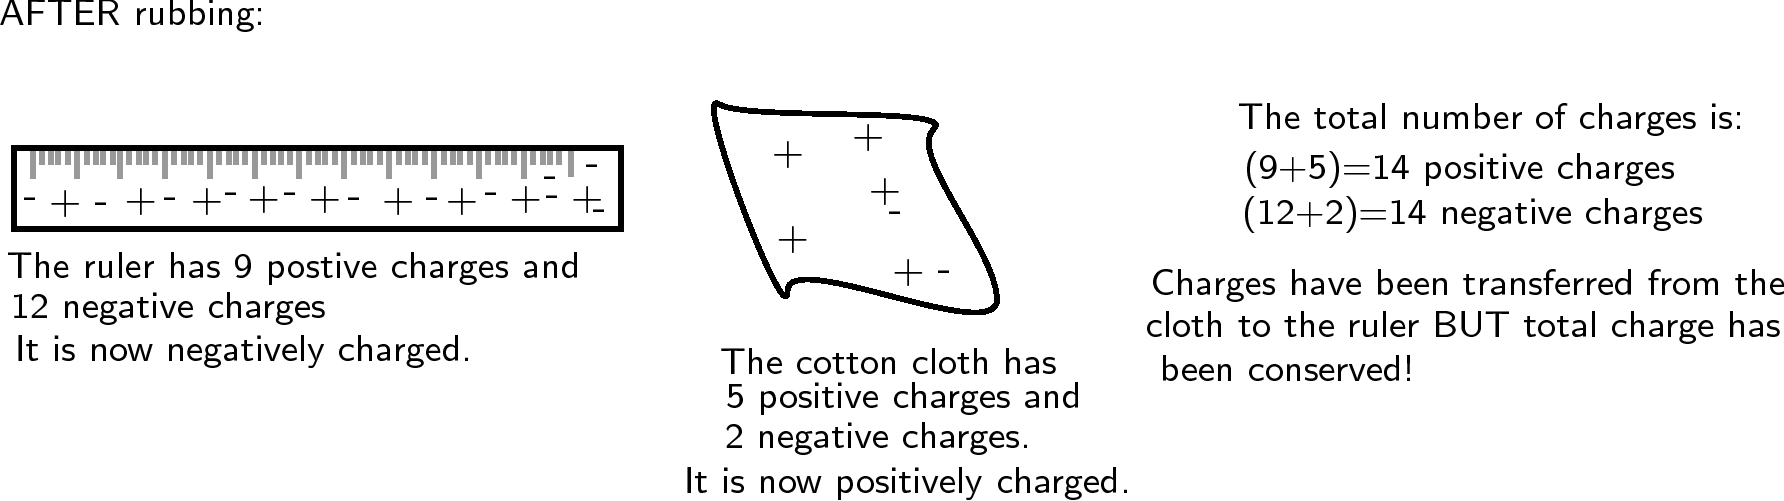 AFTER rubbing:
- + - + - + - + - + - + - + - + - + - - -
The ruler has 9 postive charges and
12 negative charges
It is now negatively charged.
+ + + - + + -
The cotton cloth has
5 positive charges and
2 negative charges.
It is now positively charged.
The total number of charges is:
(9+5)=14 positive charges
(12+2)=14 negative charges
Charges have been transferred from the
cloth to the ruler BUT total charge has
been conserved!